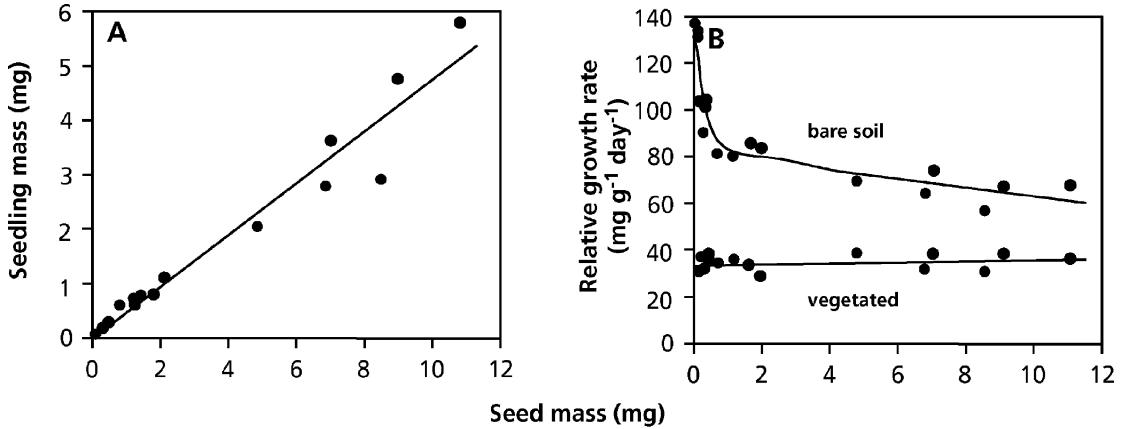 A
Seedling mass (mg)
6
5
4
3
2
1
0
0 2 4 6 8 10 12
B
Relative growth rate
(mg g-1 day-1)
140
120
100
80
60
40
20
0
bare soil
vegetated
0 2 4 6 8 10 12
Seed mass (mg)